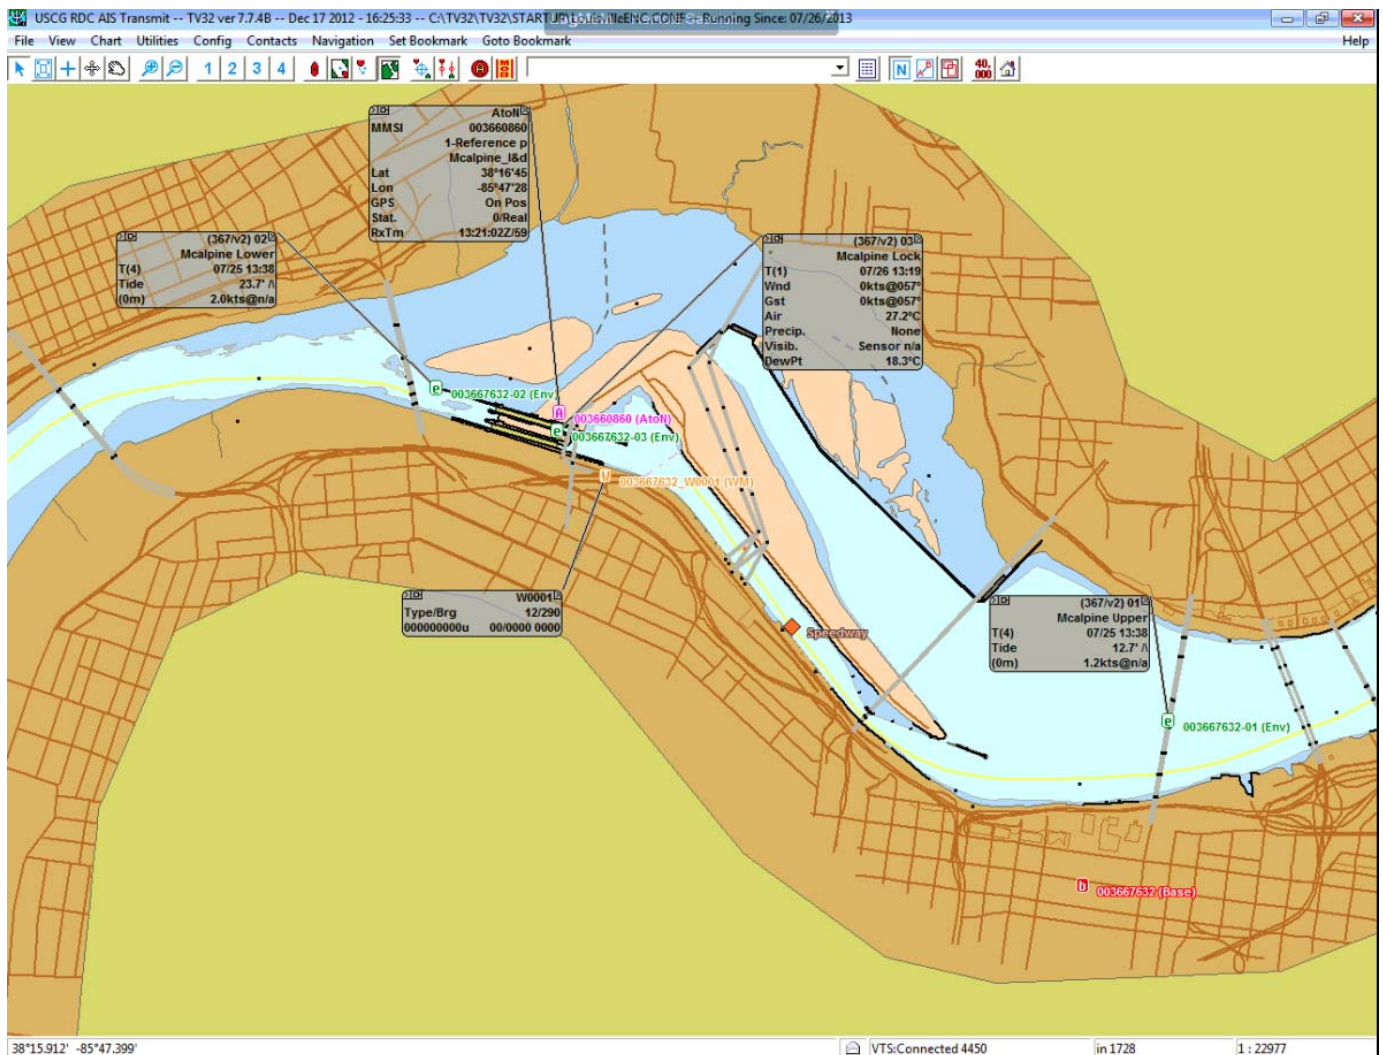 USCG RDC AIS Transmit -- TV32 ver 7.7.4B -- Dec 17 2012 - 16:25:33 -- C:\TV32\TV32\STARTUP\LouisvilleENC.CONF -- Running Since: 07/26/2013
File View Chart Utilities Config Contacts Navigation Set Bookmark Goto Bookmark Help
1 2 3 4 N 40,000
AtoN
MMSI 003660860
1-Reference p
Mcalpine_l&d
Lat 38°16'45
Lon -85°47'28
GPS On Pos
Stat. 0/Real
RxTm 13:21:02Z/59
(367/v2) 02
Mcalpine Lower
T(4) 07/25 13:38
Tide 23.7' /\
(0m) 2.0kts@n/a
(367/v2) 03
Mcalpine Lock
T(1) 07/26 13:19
Wnd 0kts@057°
Gst 0kts@057°
Air 27.2°C
Precip. None
Visib. Sensor n/a
DewPt 18.3°C
e 003667632-02 (Env)
A 003660860 (AtoN)
e 003667632-03 (Env)
003667632_W0001 (WM)
W0001
Type/Brg 12/290
000000000u 00/0000 0000
Speedway
(367/v2) 01
Mcalpine Upper
T(4) 07/25 13:38
Tide 12.7' /\
(0m) 1.2kts@n/a
e 003667632-01 (Env)
b 003667632 (Base)
38°15.912' -85°47.399' VTS:Connected 4450 in 1728 1 : 22977